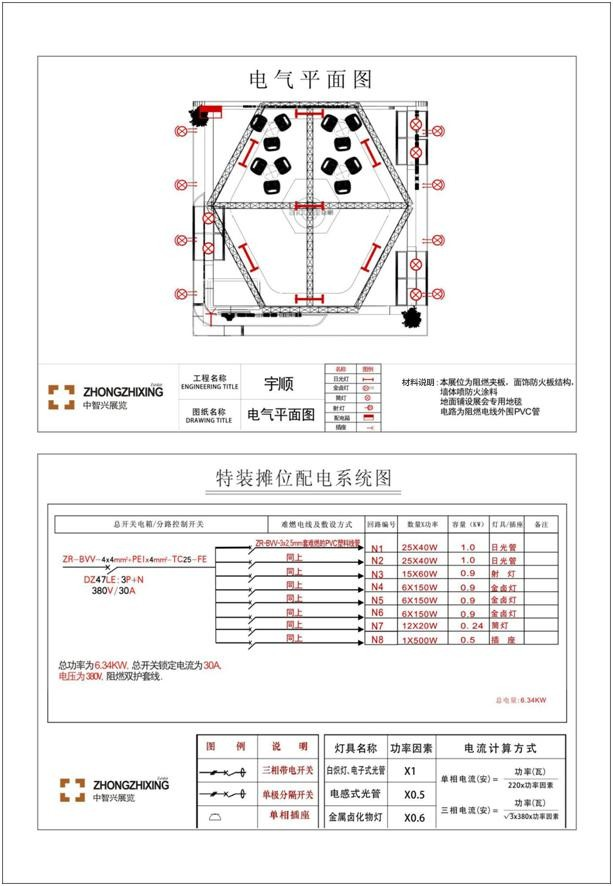 电气平面图
ZHONGZHIXING
中智兴展览
工程名称
ENGINEERING TITLE
宇顺
图纸名称
DRAWING TITLE
电气平面图
名称 图例
日光灯
金卤灯
筒灯
射灯
配电箱
插座
材料说明：本展位为阻燃夹板，面饰防火板结构，
墙体喷防火涂料
地面铺设展会专用地毯
电路为阻燃电线外围PVC管
特装摊位配电系统图
总开关电箱/分路控制开关 难燃电线及敷设方式 回路编号 数量X功率 容量（KW） 灯具/插座 备注
ZR-BVV-4x4mm²+PE1x4mm²-TC25-FE
DZ47LE：3P+N
380V/30A
ZR-BVV-3x2.5mm套难燃的PVC塑料线管 N1 25X40W 1.0 日光管
同上 N2 25X40W 1.0 日光管
同上 N3 15X60W 0.9 射灯
同上 N4 6X150W 0.9 金卤灯
同上 N5 6X150W 0.9 金卤灯
同上 N6 6X150W 0.9 金卤灯
同上 N7 12X20W 0.24 筒灯
同上 N8 1X500W 0.5 插座
总功率为6.34KW，总开关锁定电流为30A，
电压为380V，阻燃双护套线．
总电量：6.34KW
ZHONGZHIXING
中智兴展览
图例 说明
三相带电开关
单极分隔开关
单相插座
灯具名称 功率因素 电流计算方式
白炽灯、电子式光管 X1
电感式光管 X0.5
金属卤化物灯 X0.6
单相电流(安)= 功率(瓦)
220x功率因素
三相电流(安)= 功率(瓦)
√3x380x功率因素